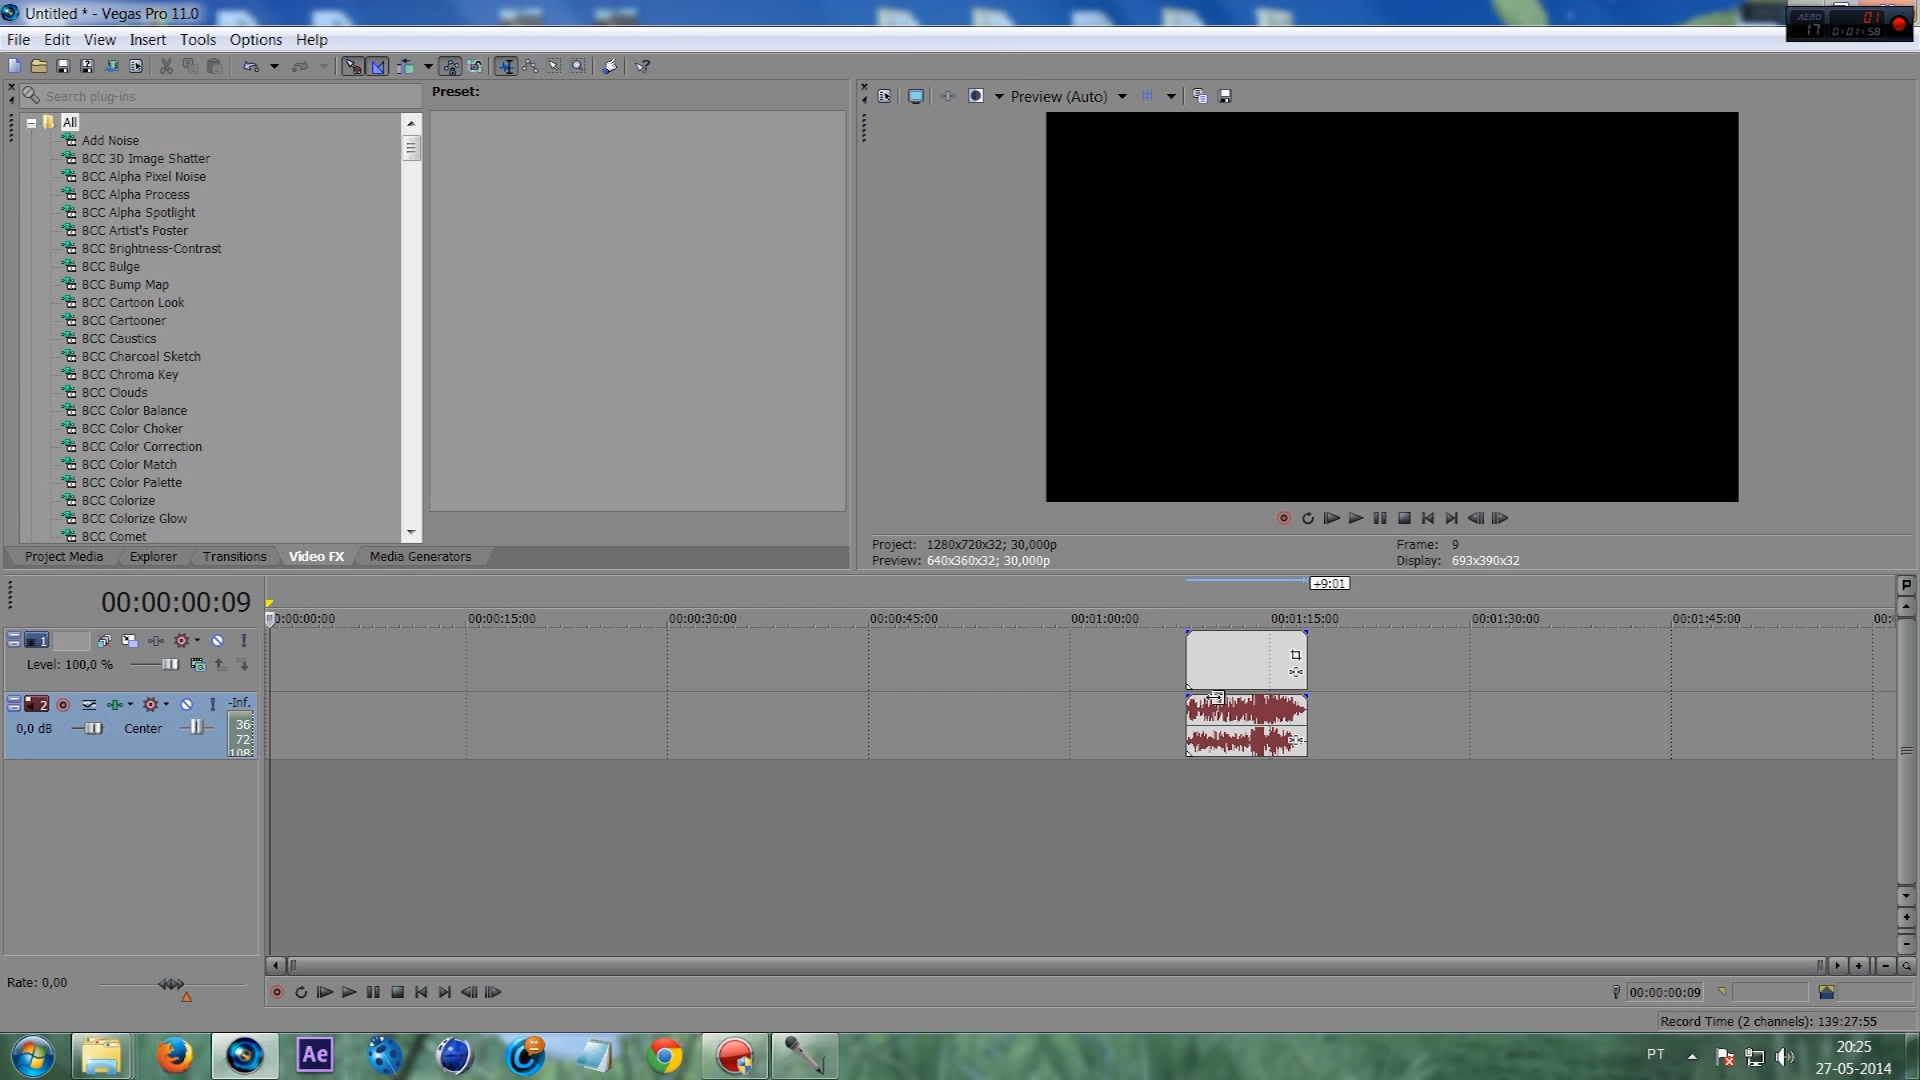 Untitled * - Vegas Pro 11.0
AERO 17 01 0:01:58
File Edit View Insert Tools Options Help
Search plug-ins
Preset:
Preview (Auto)
All
Add Noise
BCC 3D Image Shatter
BCC Alpha Pixel Noise
BCC Alpha Process
BCC Alpha Spotlight
BCC Artist's Poster
BCC Brightness-Contrast
BCC Bulge
BCC Bump Map
BCC Cartoon Look
BCC Cartooner
BCC Caustics
BCC Charcoal Sketch
BCC Chroma Key
BCC Clouds
BCC Color Balance
BCC Color Choker
BCC Color Correction
BCC Color Match
BCC Color Palette
BCC Colorize
BCC Colorize Glow
BCC Comet
Project Media Explorer Transitions Video FX Media Generators
Project: 1280x720x32; 30,000p Frame: 9
Preview: 640x360x32; 30,000p Display: 693x390x32
+9:01
00:00:00:09
0:00:00:00 00:00:15:00 00:00:30:00 00:00:45:00 00:01:00:00 00:01:15:00 00:01:30:00 00:01:45:00 00:
1
Level: 100,0 %
2 -Inf.
0,0 dB Center 36 72 108
Rate: 0,00
00:00:00:09
Record Time (2 channels): 139:27:55
Ae
PT
20:25
27-05-2014